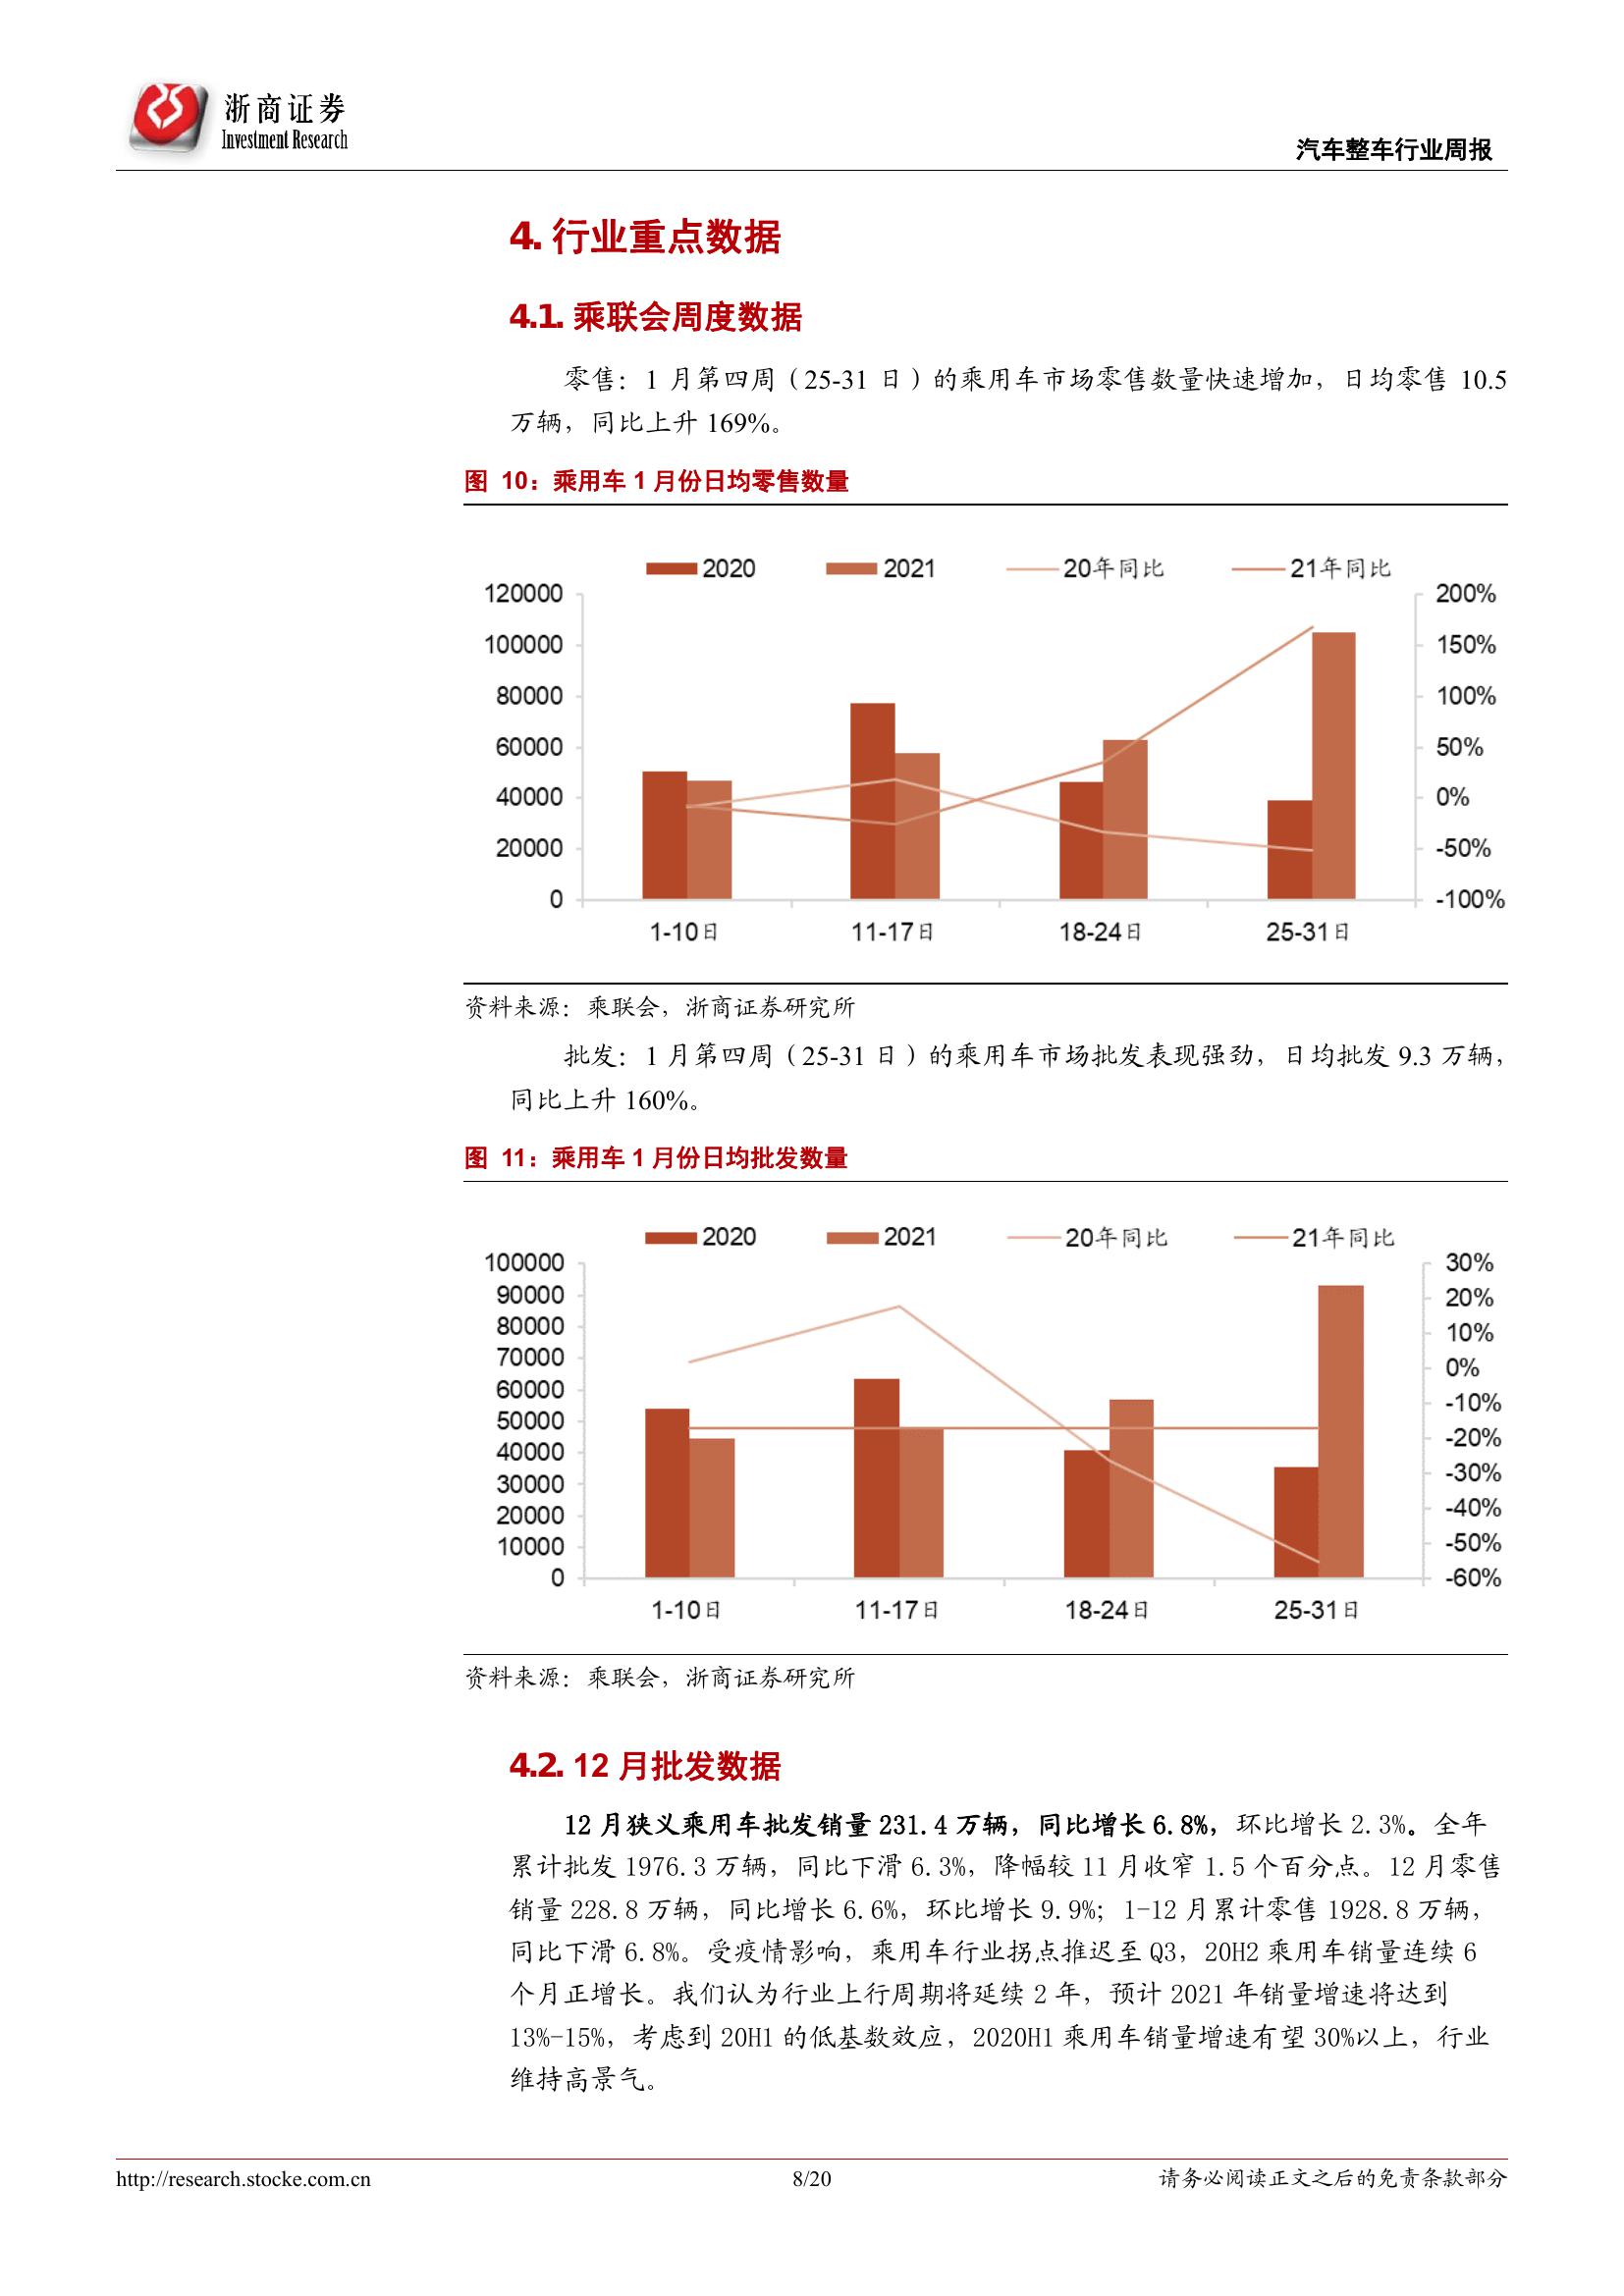 浙商证券
Investment Research
汽车整车行业周报
4. 行业重点数据
4.1. 乘联会周度数据
零售：1 月第四周（25-31 日）的乘用车市场零售数量快速增加，日均零售 10.5
万辆，同比上升 169%。
图 10：乘用车 1 月份日均零售数量
2020 2021 20年同比 21年同比
120000 200%
100000 150%
80000 100%
60000 50%
40000 0%
20000 -50%
0 -100%
1-10日 11-17日 18-24日 25-31日
资料来源：乘联会，浙商证券研究所
批发：1 月第四周（25-31 日）的乘用车市场批发表现强劲，日均批发 9.3 万辆，
同比上升 160%。
图 11：乘用车 1 月份日均批发数量
2020 2021 20年同比 21年同比
100000 30%
90000 20%
80000 10%
70000 0%
60000 -10%
50000 -20%
40000 -30%
30000 -40%
20000 -50%
10000 -60%
0
1-10日 11-17日 18-24日 25-31日
资料来源：乘联会，浙商证券研究所
4.2. 12 月批发数据
12 月狭义乘用车批发销量 231.4 万辆，同比增长 6.8%，环比增长 2.3%。全年
累计批发 1976.3 万辆，同比下滑 6.3%，降幅较 11 月收窄 1.5 个百分点。12 月零售
销量 228.8 万辆，同比增长 6.6%，环比增长 9.9%；1-12 月累计零售 1928.8 万辆，
同比下滑 6.8%。受疫情影响，乘用车行业拐点推迟至 Q3，20H2 乘用车销量连续 6
个月正增长。我们认为行业上行周期将延续 2 年，预计 2021 年销量增速将达到
13%-15%，考虑到 20H1 的低基数效应，2020H1 乘用车销量增速有望 30%以上，行业
维持高景气。
http://research.stocke.com.cn 8/20 请务必阅读正文之后的免责条款部分